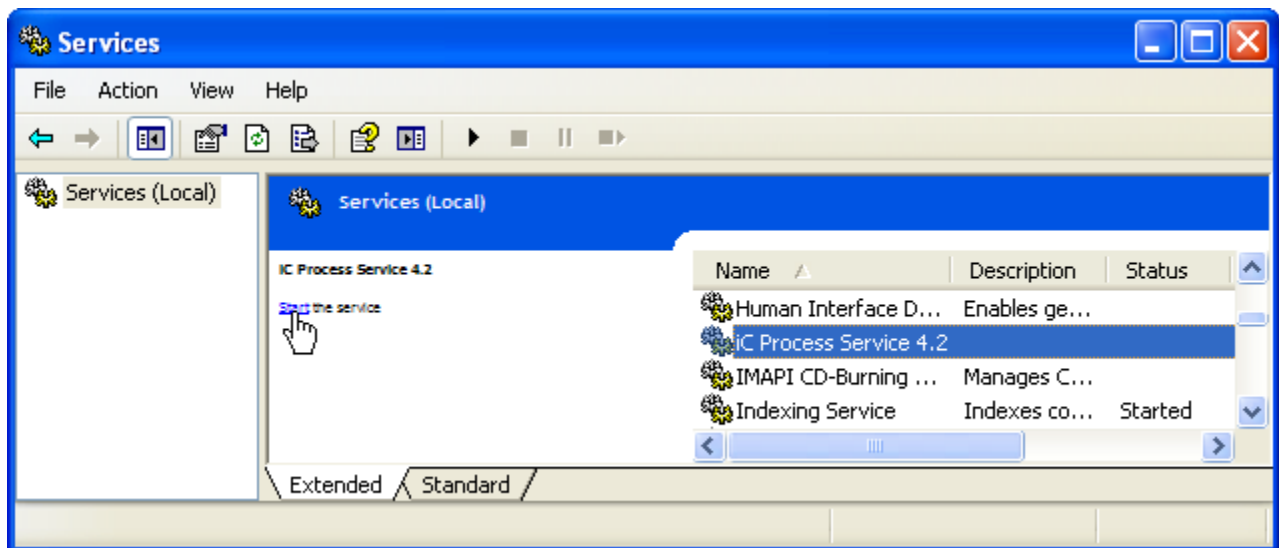 Services
File Action View Help
Services (Local)
Services (Local)
iC Process Service 4.2
Start the service
Name Description Status
Human Interface D... Enables ge...
iC Process Service 4.2
IMAPI CD-Burning ... Manages C...
Indexing Service Indexes co... Started
Extended Standard